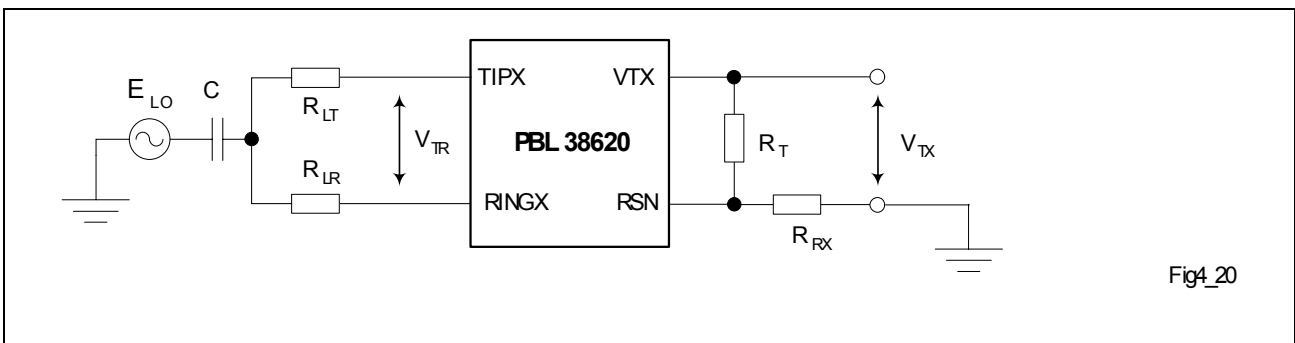 E LO
C
R LT
V TR
R LR
TIPX
VTX
PBL 38620
RINGX
RSN
R T
V TX
R RX
Fig4_20